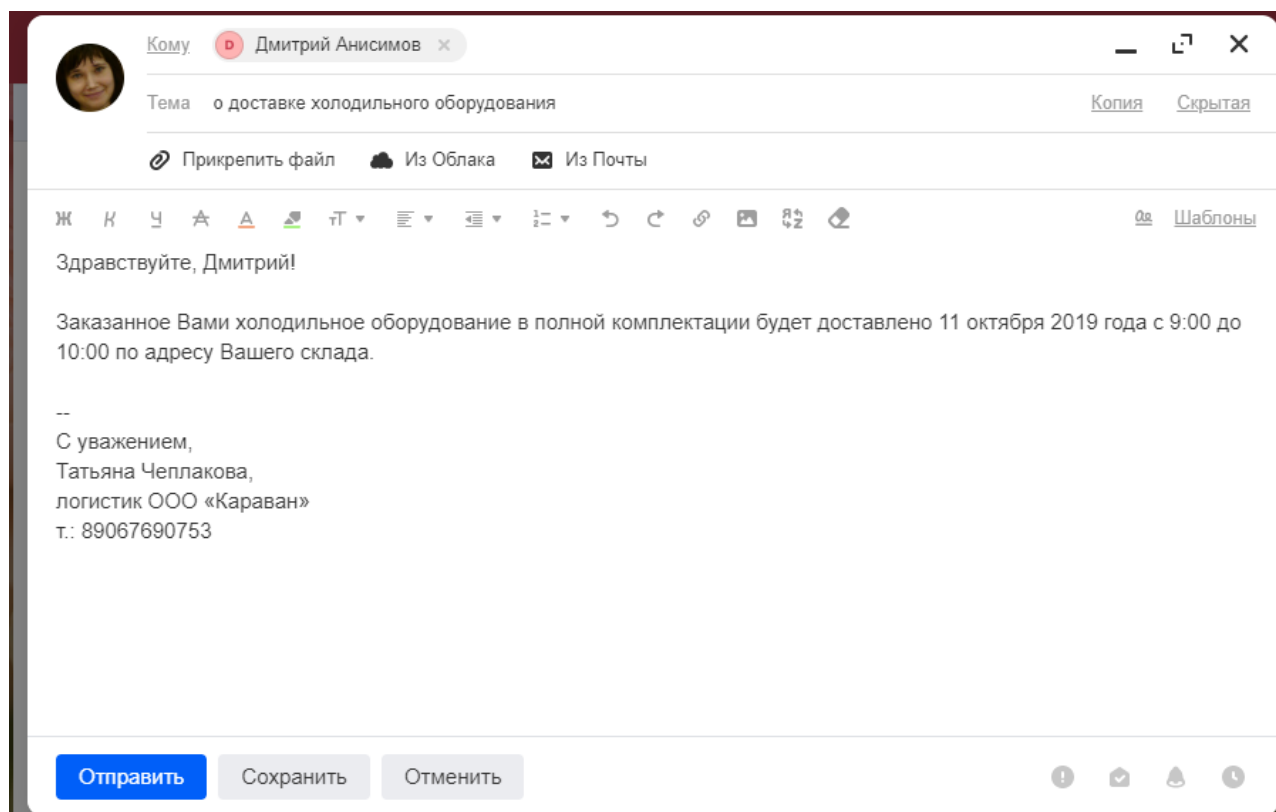 Кому D Дмитрий Анисимов ×
Тема о доставке холодильного оборудования Копия Скрытая
Прикрепить файл Из Облака Из Почты
Ж К Ч А А тТ Шаблоны
Здравствуйте, Дмитрий!
Заказанное Вами холодильное оборудование в полной комплектации будет доставлено 11 октября 2019 года с 9:00 до
10:00 по адресу Вашего склада.
--
С уважением,
Татьяна Чеплакова,
логистик ООО «Караван»
т.: 89067690753
Отправить Сохранить Отменить